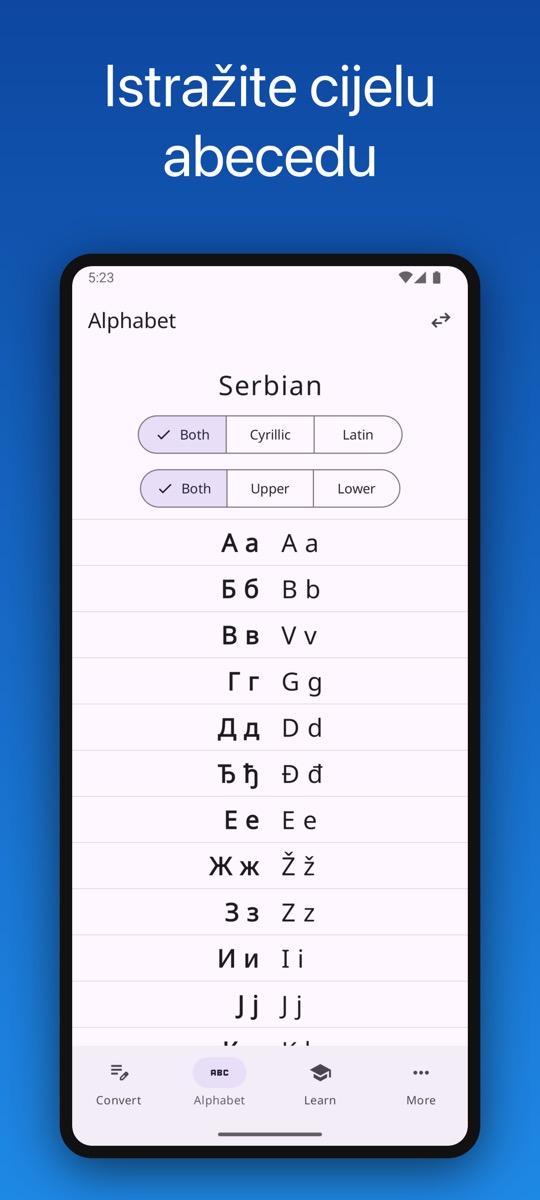 Istražite cijelu
abecedu
5:23
Alphabet
Serbian
Both Cyrillic Latin
Both Upper Lower
А а A a
Б б B b
В в V v
Г г G g
Д д D d
Ђ ђ Đ đ
Е е E e
Ж ж Ž ž
З з Z z
И и I i
Ј ј J j
ABC
Convert Alphabet Learn More